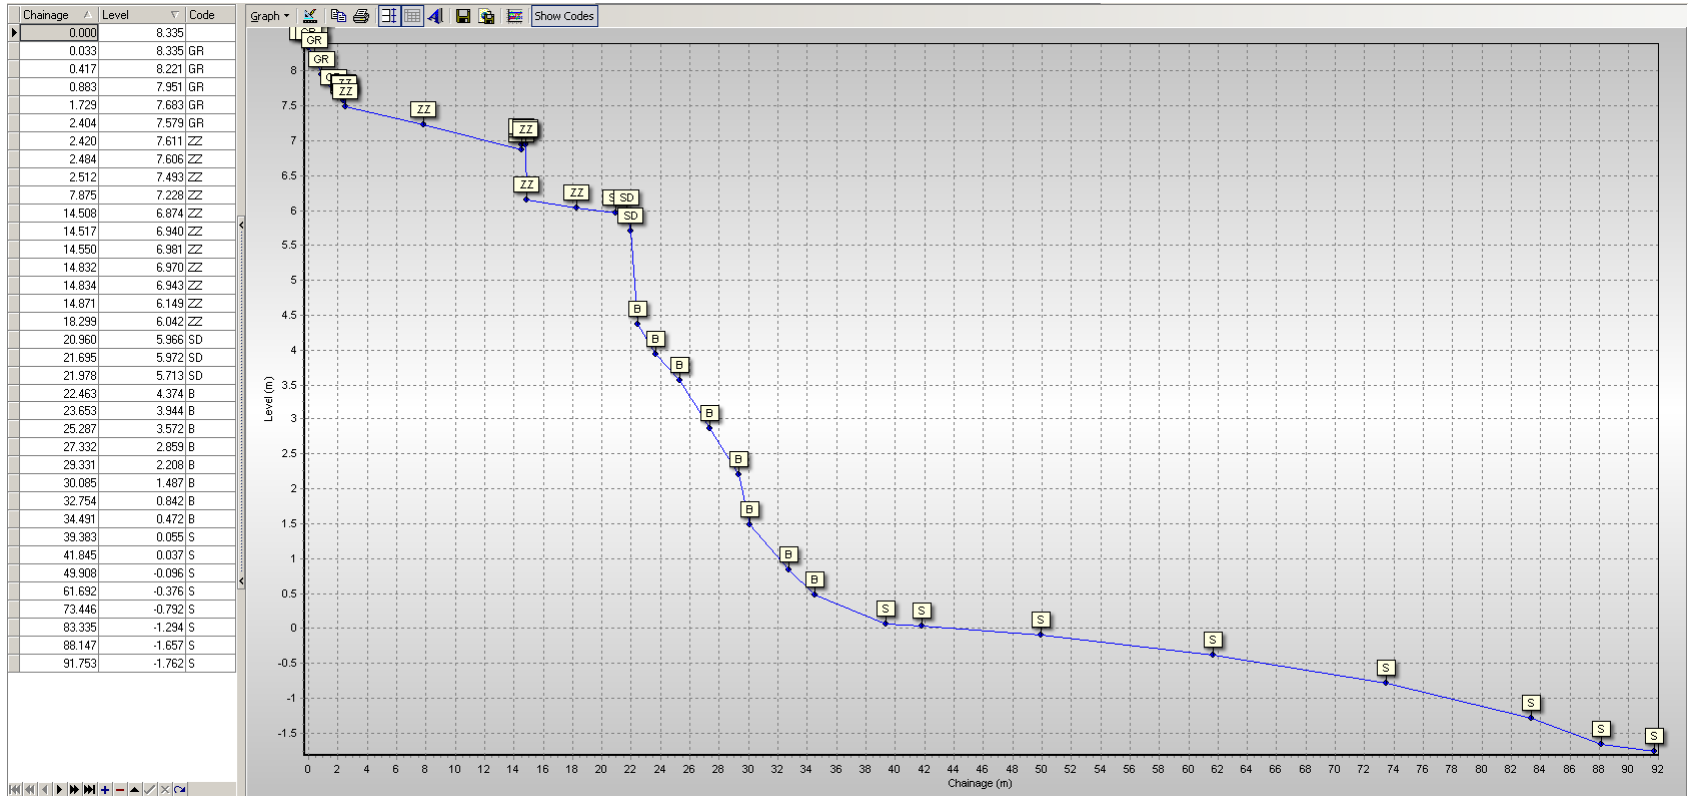 Chainage Level Code
0.000 8.335
0.033 8.335 GR
0.417 8.221 GR
0.883 7.951 GR
1.729 7.683 GR
2.404 7.579 GR
2.420 7.611 ZZ
2.484 7.606 ZZ
2.512 7.493 ZZ
7.875 7.228 ZZ
14.508 6.874 ZZ
14.517 6.940 ZZ
14.550 6.981 ZZ
14.832 6.970 ZZ
14.834 6.943 ZZ
14.871 6.149 ZZ
18.299 6.042 ZZ
20.960 5.966 SD
21.695 5.972 SD
21.978 5.713 SD
22.463 4.374 B
23.653 3.944 B
25.287 3.572 B
27.332 2.859 B
29.331 2.208 B
30.085 1.487 B
32.754 0.842 B
34.491 0.472 B
39.383 0.055 S
41.845 0.037 S
49.908 -0.096 S
61.692 -0.376 S
73.446 -0.792 S
83.335 -1.294 S
88.147 -1.657 S
91.753 -1.762 S
Graph Show Codes
GR
GR
ZZ
ZZ
ZZ
ZZ
ZZ
SD
SD
B
B
B
B
B
B
B
B
S
S
S
S
S
S
S
S
8
7.5
7
6.5
6
5.5
5
4.5
4
3.5
3
2.5
2
1.5
1
0.5
0
-0.5
-1
-1.5
Level (m)
0 2 4 6 8 10 12 14 16 18 20 22 24 26 28 30 32 34 36 38 40 42 44 46 48 50 52 54 56 58 60 62 64 66 68 70 72 74 76 78 80 82 84 86 88 90 92
Chainage (m)